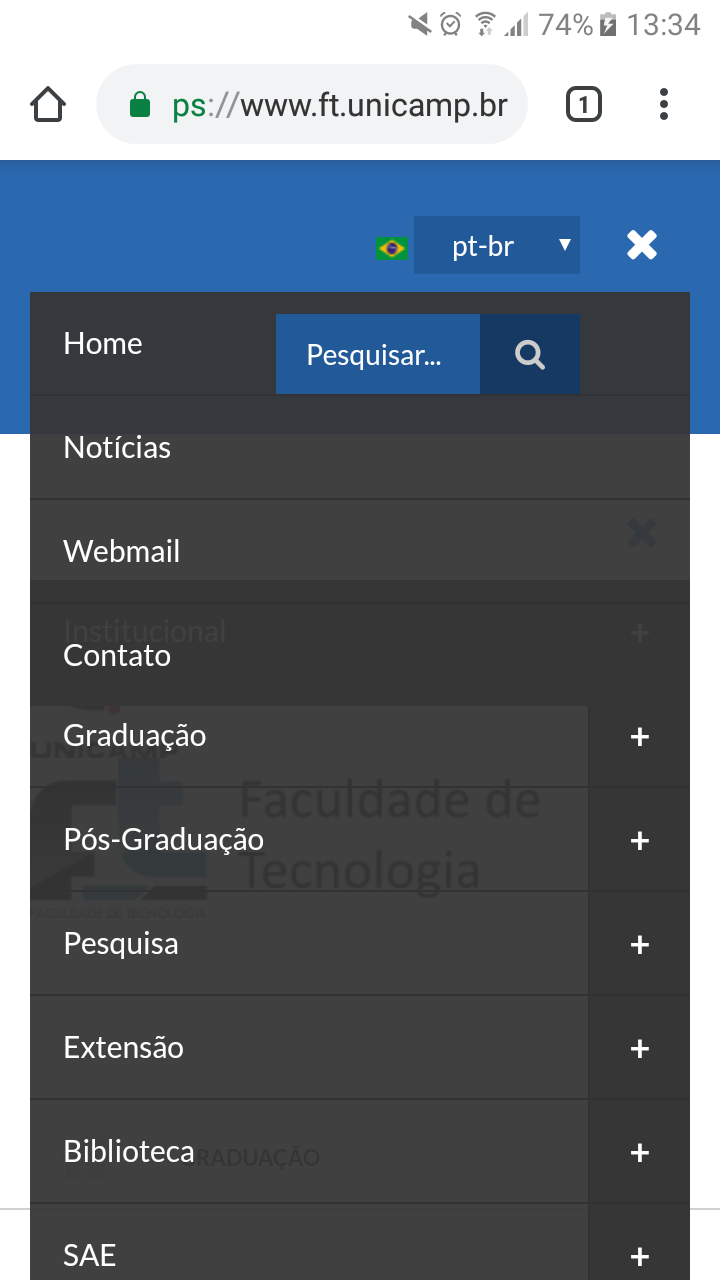 74% 13:34
ps://www.ft.unicamp.br
1
pt-br
Home
Pesquisar...
Notícias
Webmail
Institucional +
Contato
Graduação +
UNICAMP
Faculdade de
Pós-Graduação +
Tecnologia
FACULDADE DE TECNOLOGIA
Pesquisa +
Extensão +
Biblioteca +
GRADUAÇÃO
SAE +